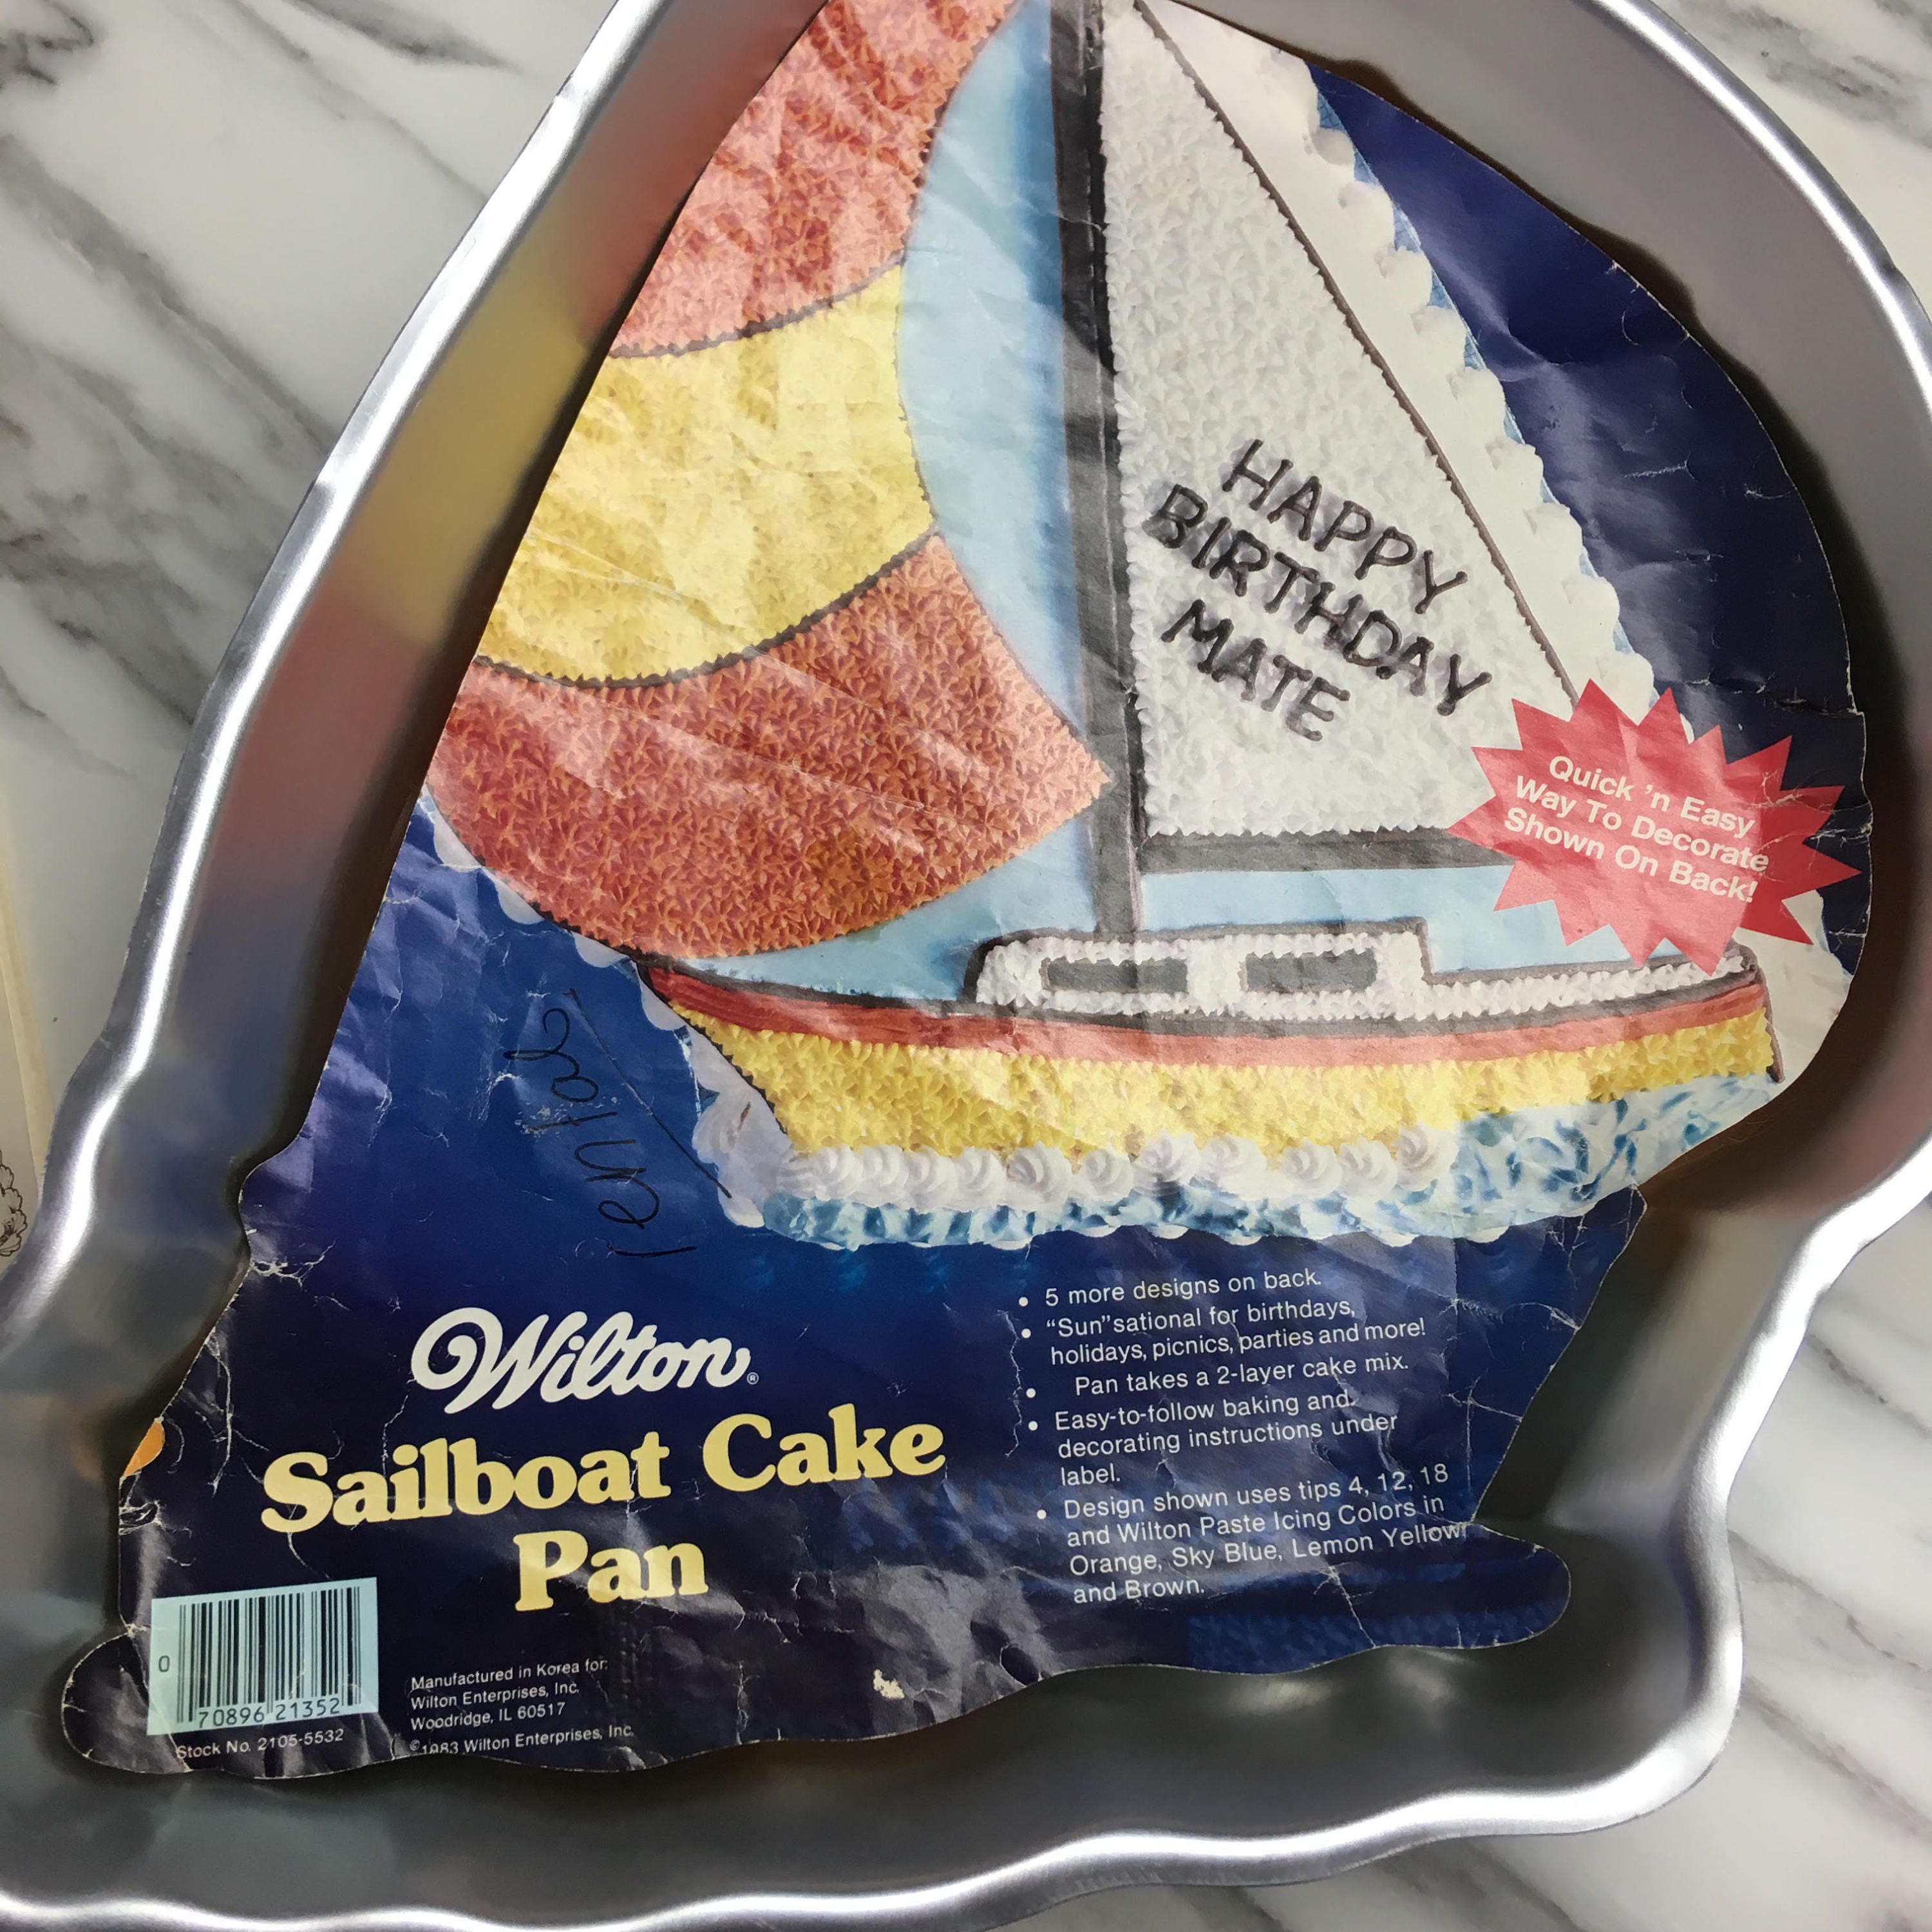 HAPPY
BIRTHDAY
MATE
Quick 'n Easy
Way To Decorate
Shown On Back!
rental
Wilton®
Sailboat Cake
Pan
• 5 more designs on back.
• "Sun"sational for birthdays,
holidays, picnics, parties and more!
• Pan takes a 2-layer cake mix.
• Easy-to-follow baking and
decorating instructions under
label.
• Design shown uses tips 4, 12, 18
and Wilton Paste Icing Colors in
Orange, Sky Blue, Lemon Yellow
and Brown.
0 70896 21352
Stock No. 2105-5532
Manufactured in Korea for:
Wilton Enterprises, Inc.
Woodridge, IL 60517
©1983 Wilton Enterprises, Inc.